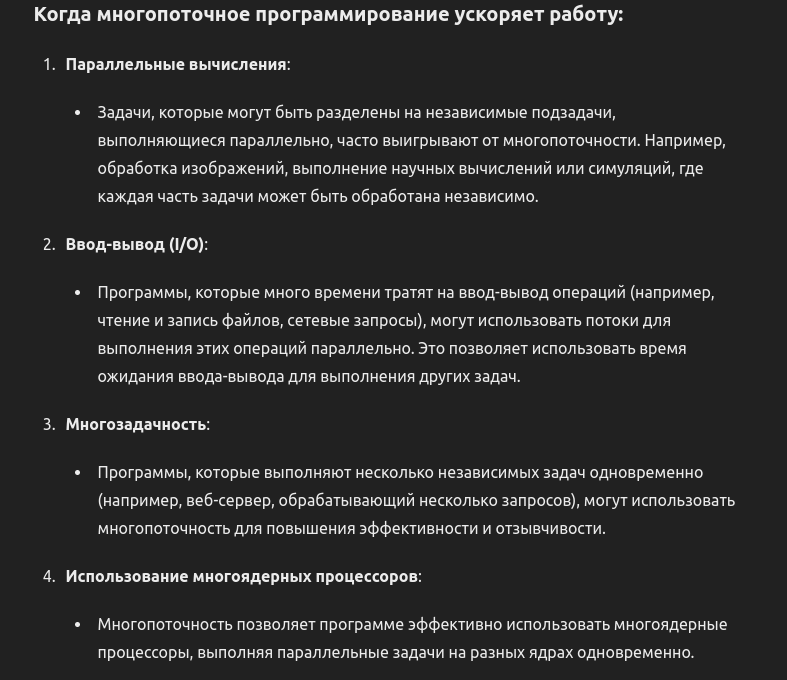 Когда многопоточное программирование ускоряет работу:
1. Параллельные вычисления:
• Задачи, которые могут быть разделены на независимые подзадачи,
выполняющиеся параллельно, часто выигрывают от многопоточности. Например,
обработка изображений, выполнение научных вычислений или симуляций, где
каждая часть задачи может быть обработана независимо.
2. Ввод-вывод (I/O):
• Программы, которые много времени тратят на ввод-вывод операций (например,
чтение и запись файлов, сетевые запросы), могут использовать потоки для
выполнения этих операций параллельно. Это позволяет использовать время
ожидания ввода-вывода для выполнения других задач.
3. Многозадачность:
• Программы, которые выполняют несколько независимых задач одновременно
(например, веб-сервер, обрабатывающий несколько запросов), могут использовать
многопоточность для повышения эффективности и отзывчивости.
4. Использование многоядерных процессоров:
• Многопоточность позволяет программе эффективно использовать многоядерные
процессоры, выполняя параллельные задачи на разных ядрах одновременно.